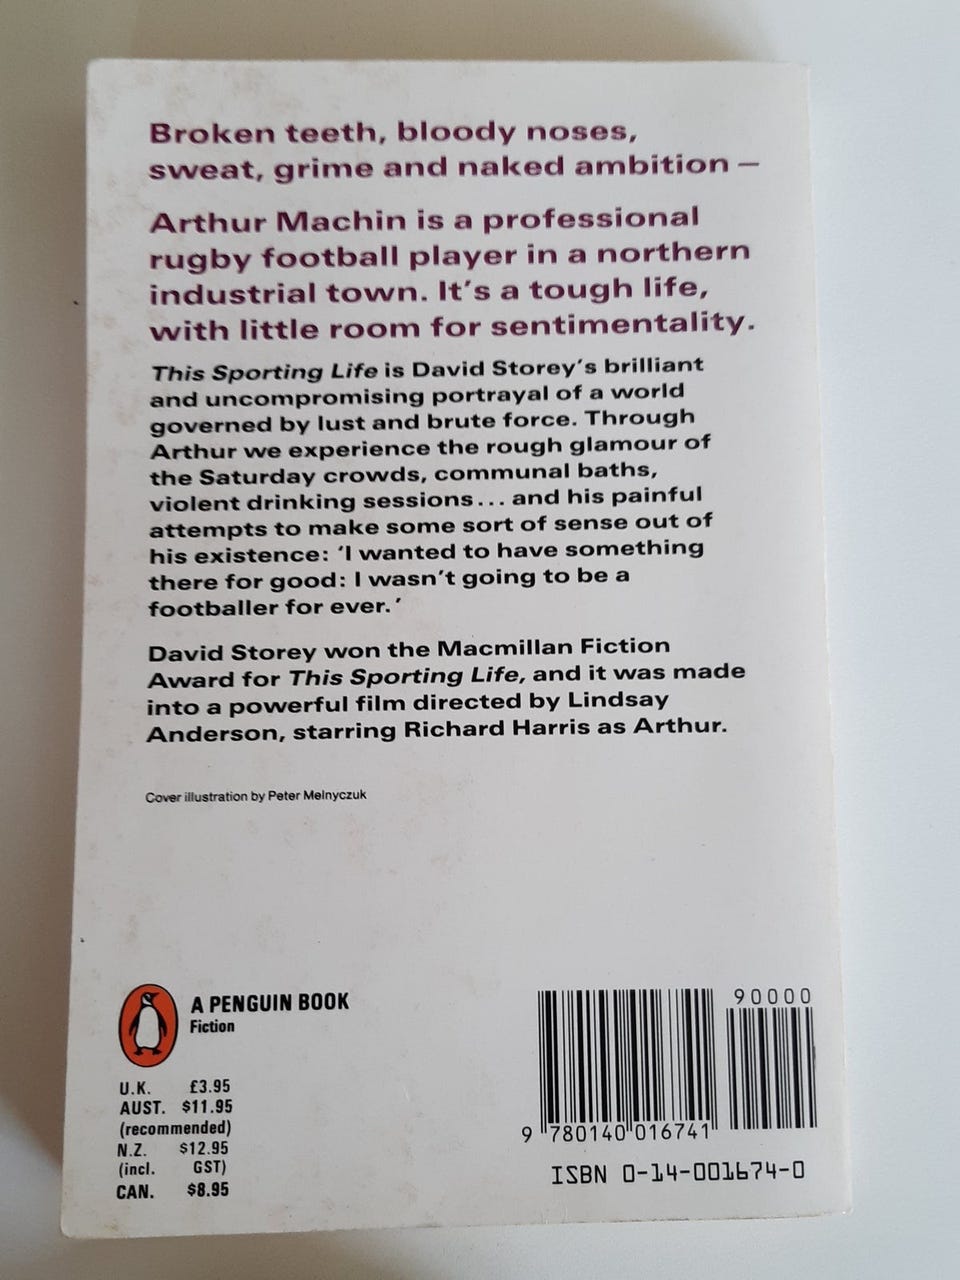 Broken teeth, bloody noses,
sweat, grime and naked ambition –
Arthur Machin is a professional
rugby football player in a northern
industrial town. It's a tough life,
with little room for sentimentality.
This Sporting Life is David Storey's brilliant
and uncompromising portrayal of a world
governed by lust and brute force. Through
Arthur we experience the rough glamour of
the Saturday crowds, communal baths,
violent drinking sessions... and his painful
attempts to make some sort of sense out of
his existence: 'I wanted to have something
there for good: I wasn't going to be a
footballer for ever.'
David Storey won the Macmillan Fiction
Award for This Sporting Life, and it was made
into a powerful film directed by Lindsay
Anderson, starring Richard Harris as Arthur.
Cover illustration by Peter Melnyczuk
A PENGUIN BOOK
Fiction
U.K. £3.95
AUST. $11.95
(recommended)
N.Z. $12.95
(incl. GST)
CAN. $8.95
90000
9 780140 016741
ISBN 0-14-001674-0